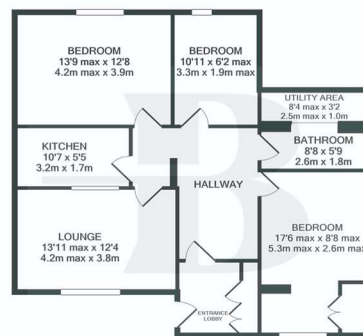 BEDROOM
13'9 max x 12'8
4.2m max x 3.9m
BEDROOM
10'11 x 6'2 max
3.3m x 1.9m max
UTILITY AREA
8'4 max x 3'2
2.5m max x 1.0m
KITCHEN
10'7 x 5'5
3.2m x 1.7m
BATHROOM
8'8 x 5'9
2.6m x 1.8m
HALLWAY
LOUNGE
13'11 max x 12'4
4.2m max x 3.8m
BEDROOM
17'6 max x 8'8 max
5.3m max x 2.6m max
ENTRANCE
LOBBY
B